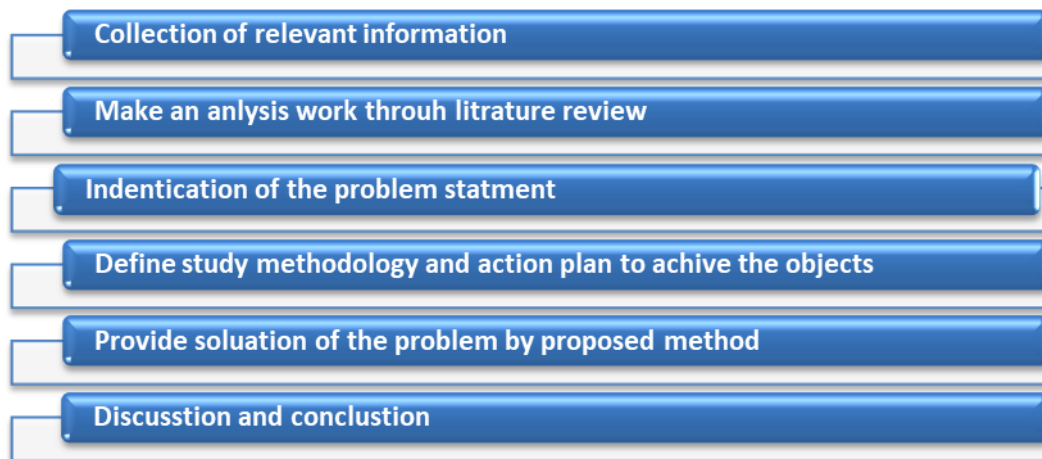 Collection of relevant information
Make an anlysis work throuh litrature review
Indentication of the problem statment
Define study methodology and action plan to achive the objects
Provide soluation of the problem by proposed method
Discusstion and conclustion